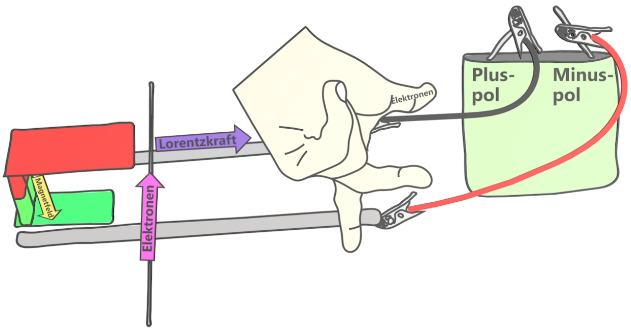 Plus-
pol
Minus-
pol
Elektronen
Lorentzkraft
Magnetfeld
Elektronen